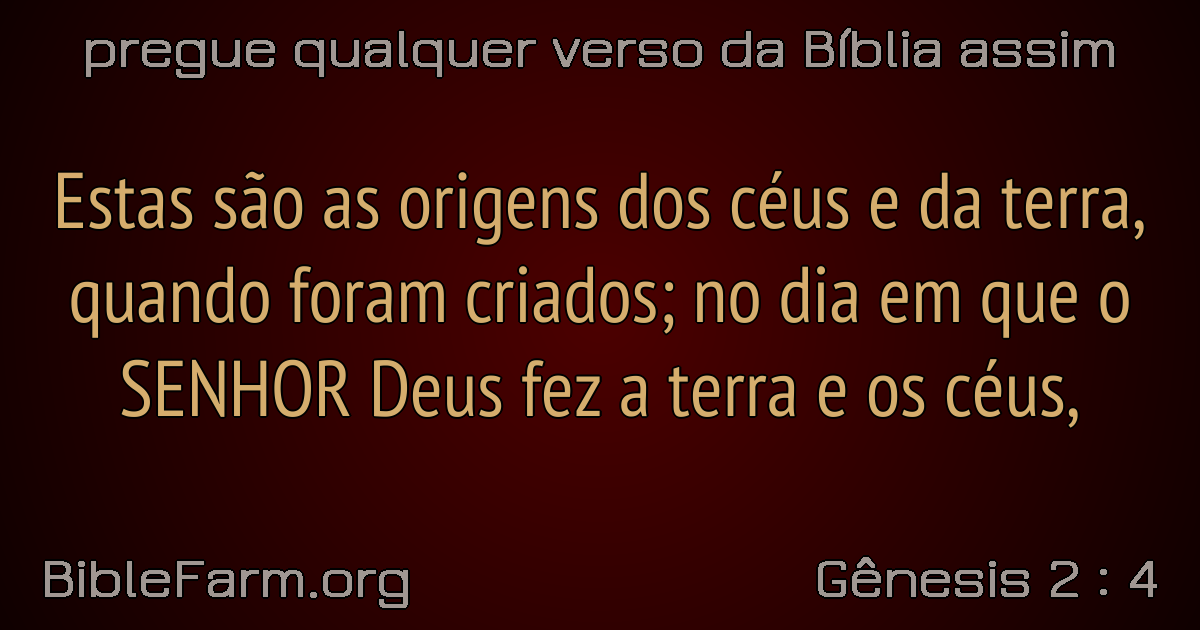 pregue qualquer verso da Bíblia assim
Estas são as origens dos céus e da terra,
quando foram criados; no dia em que o
SENHOR Deus fez a terra e os céus,
BibleFarm.org
Gênesis 2 : 4